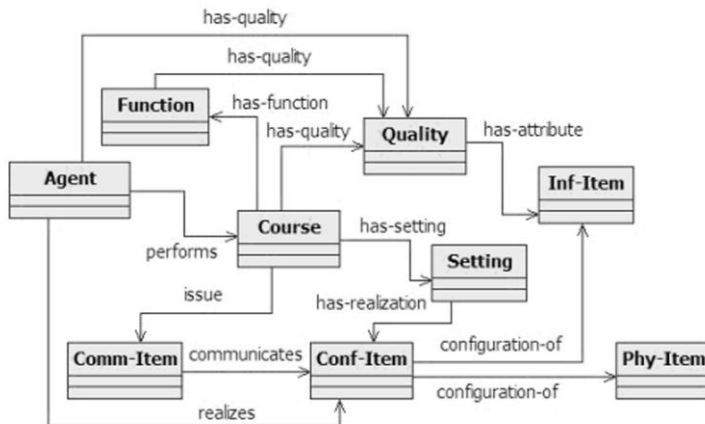 has-quality
has-quality
Function
has-function
has-quality
Quality
has-attribute
Agent
Inf-Item
Course
has-setting
performs
Setting
issue
has-realization
Comm-Item
communicates
Conf-Item
configuration-of
Phy-Item
configuration-of
realizes